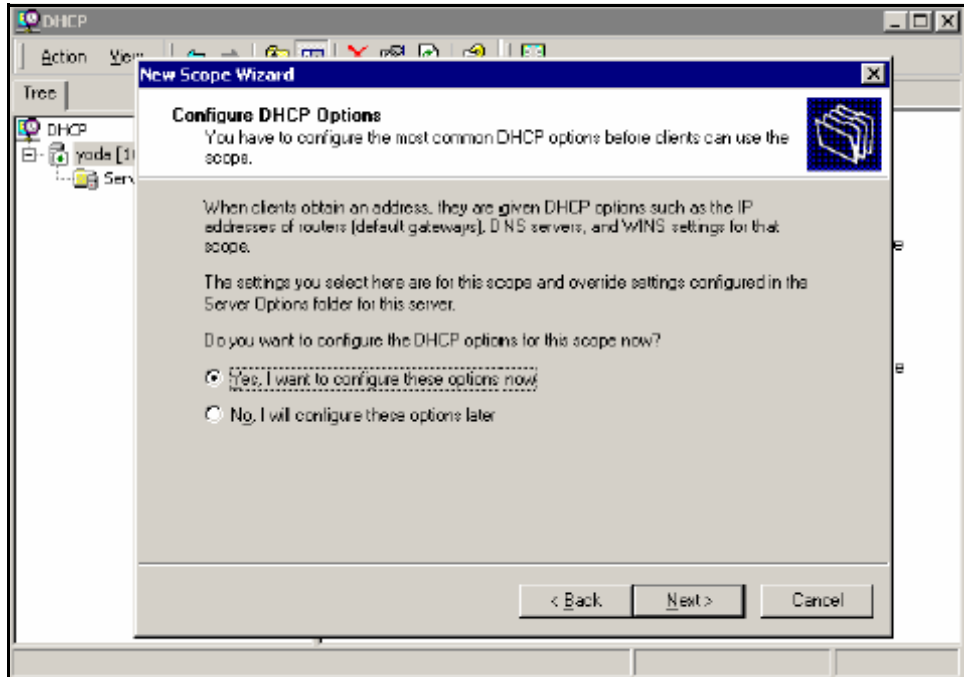 DHCP
Action View
Tree
DHCP
yoda [1
Serv
New Scope Wizard
Configure DHCP Options
You have to configure the most common DHCP options before clients can use the
scope.
When clients obtain an address, they are given DHCP options such as the IP
addresses of routers (default gateways), DNS servers, and WINS settings for that
scope.
The settings you select here are for this scope and override settings configured in the
Server Options folder for this server.
Do you want to configure the DHCP options for this scope now?
Yes, I want to configure these options now
No, I will configure these options later
< Back
Next >
Cancel
e
e